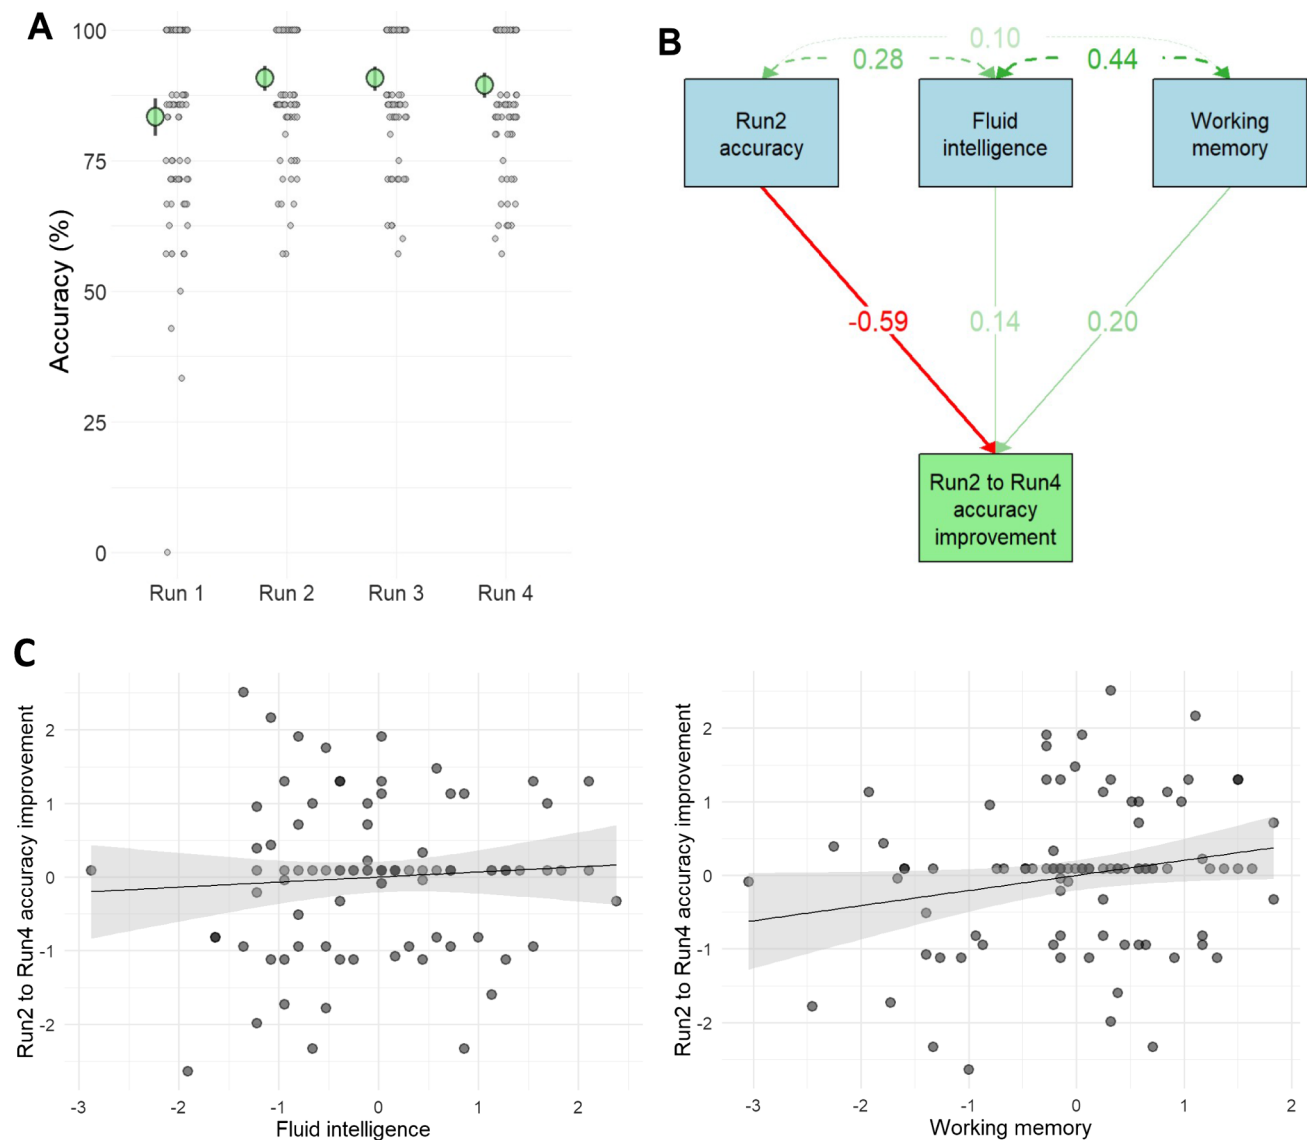 A
Accuracy (%)
100
75
50
25
0
Run 1 Run 2 Run 3 Run 4
B
0.10
0.28 0.44
Run2
accuracy
Fluid
intelligence
Working
memory
-0.59 0.14 0.20
Run2 to Run4
accuracy
improvement
C
Run2 to Run4 accuracy improvement
2
1
0
-1
-2
-3 -2 -1 0 1 2
Fluid intelligence
Run2 to Run4 accuracy improvement
2
1
0
-1
-2
-3 -2 -1 0 1 2
Working memory